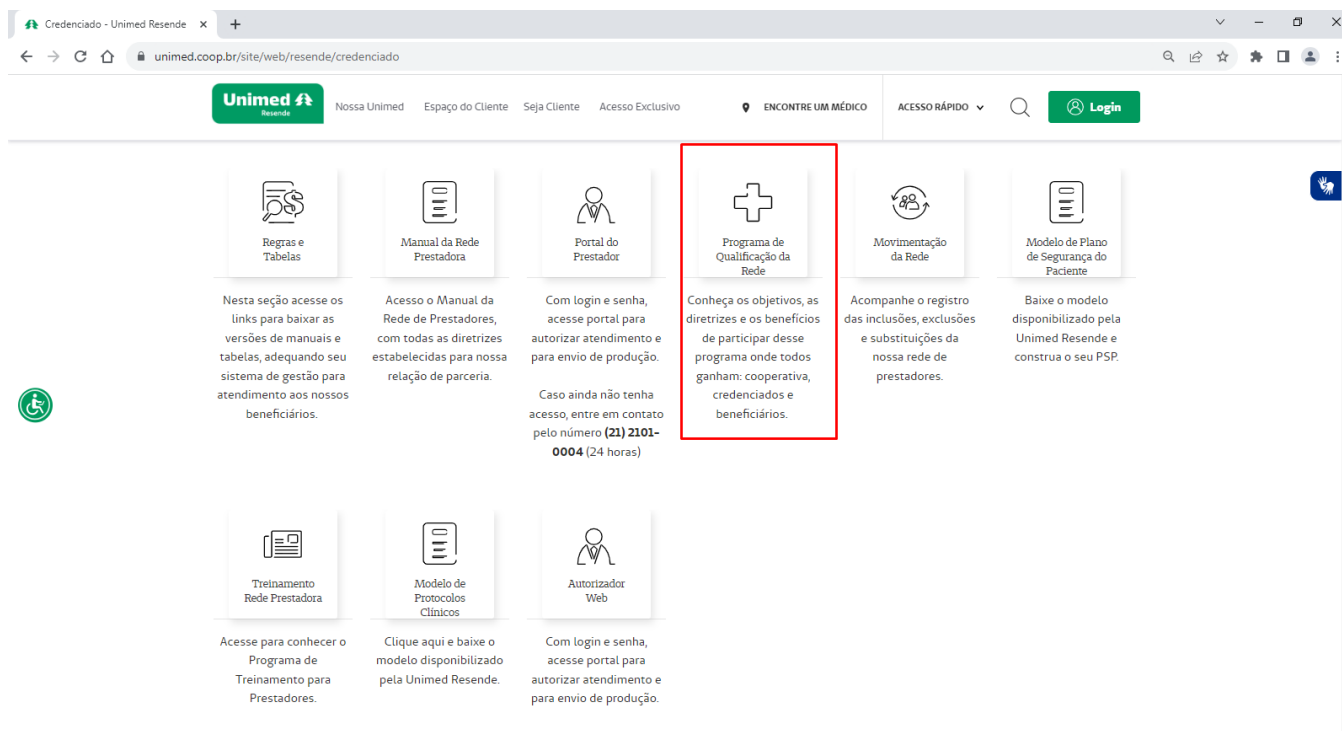 Credenciado - Unimed Resende
unimed.coop.br/site/web/resende/credenciado
Unimed
Resende
Nossa Unimed
Espaço do Cliente
Seja Cliente
Acesso Exclusivo
ENCONTRE UM MÉDICO
ACESSO RÁPIDO
Login
Regras e
Tabelas
Nesta seção acesse os
links para baixar as
versões de manuais e
tabelas, adequando seu
sistema de gestão para
atendimento aos nossos
beneficiários.
Manual da Rede
Prestadora
Acesso o Manual da
Rede de Prestadores,
com todas as diretrizes
estabelecidas para nossa
relação de parceria.
Portal do
Prestador
Com login e senha,
acesse portal para
autorizar atendimento e
para envio de produção.
Caso ainda não tenha
acesso, entre em contato
pelo número (21) 2101-
0004 (24 horas)
Programa de
Qualificação da
Rede
Conheça os objetivos, as
diretrizes e os benefícios
de participar desse
programa onde todos
ganham: cooperativa,
credenciados e
beneficiários.
Movimentação
da Rede
Acompanhe o registro
das inclusões, exclusões
e substituições da
nossa rede de
prestadores.
Modelo de Plano
de Segurança do
Paciente
Baixe o modelo
disponibilizado pela
Unimed Resende e
construa o seu PSP.
Treinamento
Rede Prestadora
Acesse para conhecer o
Programa de
Treinamento para
Prestadores.
Modelo de
Protocolos
Clínicos
Clique aqui e baixe o
modelo disponibilizado
pela Unimed Resende.
Autorizador
Web
Com login e senha,
acesse portal para
autorizar atendimento e
para envio de produção.